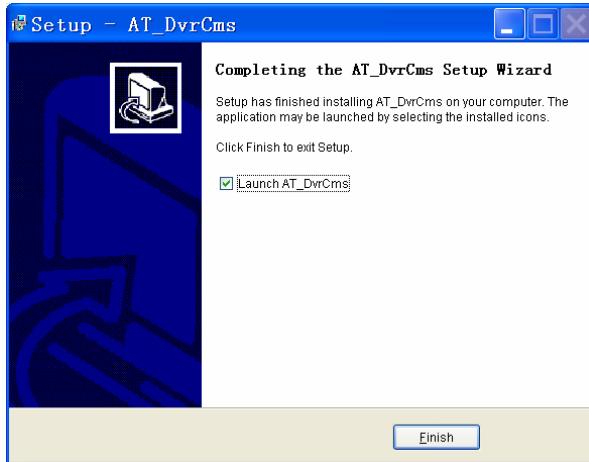 Setup - AT_DvrCms
Completing the AT_DvrCms Setup Wizard
Setup has finished installing AT_DvrCms on your computer. The
application may be launched by selecting the installed icons.
Click Finish to exit Setup.
Launch AT_DvrCms
Finish